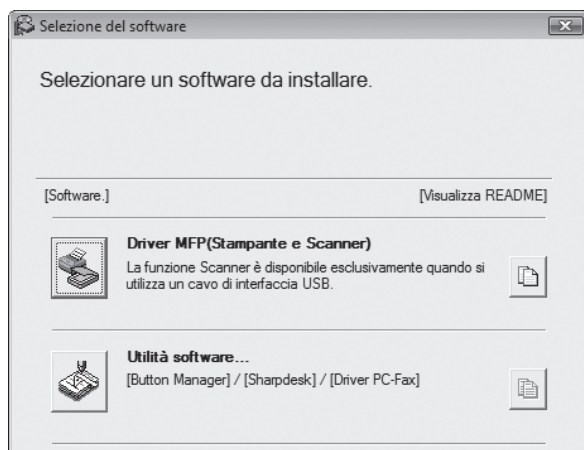 Selezione del software
Selezionare un software da installare.
[Software.] [Visualizza README]
Driver MFP(Stampante e Scanner)
La funzione Scanner è disponibile esclusivamente quando si
utilizza un cavo di interfaccia USB.
Utilità software...
[Button Manager] / [Sharpdesk] / [Driver PC-Fax]